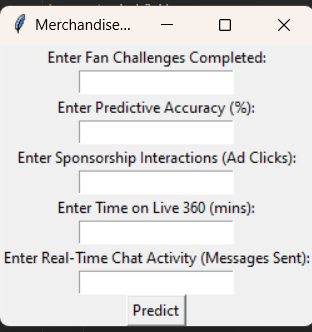 Merchandise...
Enter Fan Challenges Completed:
Enter Predictive Accuracy (%):
Enter Sponsorship Interactions (Ad Clicks):
Enter Time on Live 360 (mins):
Enter Real-Time Chat Activity (Messages Sent):
Predict